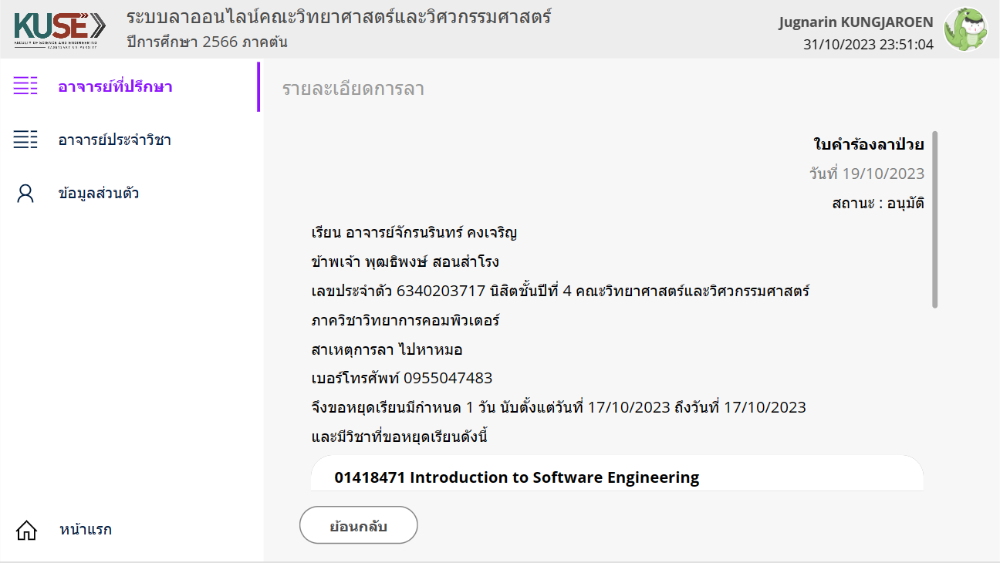 KUSE
FACULTY OF SCIENCE AND ENGINEERING
KASETSART UNIVERSITY
ระบบลาออนไลน์คณะวิทยาศาสตร์และวิศวกรรมศาสตร์
ปีการศึกษา 2566 ภาคต้น
Jugnarin KUNGJAROEN
31/10/2023 23:51:04
อาจารย์ที่ปรึกษา
อาจารย์ประจำวิชา
ข้อมูลส่วนตัว
หน้าแรก
รายละเอียดการลา
ใบคำร้องลาป่วย
วันที่ 19/10/2023
สถานะ : อนุมัติ
เรียน อาจารย์จักรนรินทร์ คงเจริญ
ข้าพเจ้า พุฒธิพงษ์ สอนสำโรง
เลขประจำตัว 6340203717 นิสิตชั้นปีที่ 4 คณะวิทยาศาสตร์และวิศวกรรมศาสตร์
ภาควิชาวิทยาการคอมพิวเตอร์
สาเหตุการลา ไปหาหมอ
เบอร์โทรศัพท์ 0955047483
จึงขอหยุดเรียนมีกำหนด 1 วัน นับตั้งแต่วันที่ 17/10/2023 ถึงวันที่ 17/10/2023
และมีวิชาที่ขอหยุดเรียนดังนี้
01418471 Introduction to Software Engineering
ย้อนกลับ